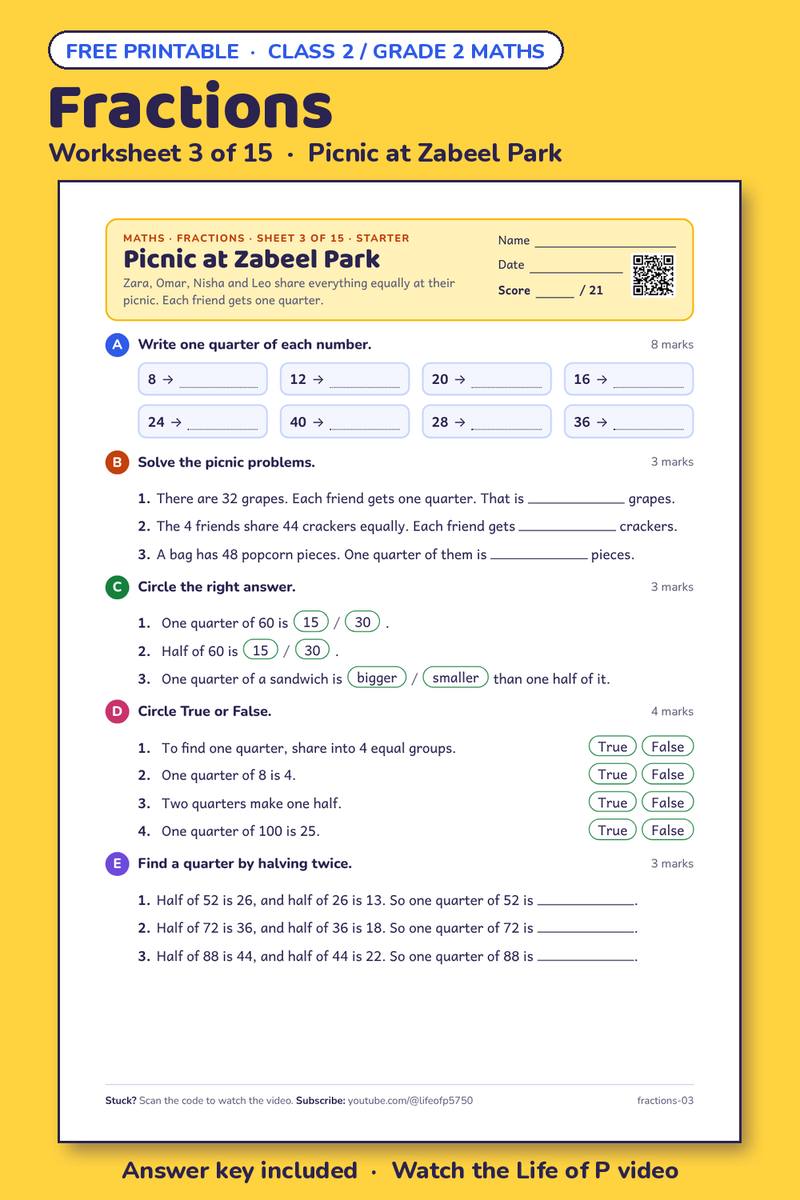 FREE PRINTABLE · CLASS 2 / GRADE 2 MATHS
Fractions
Worksheet 3 of 15 · Picnic at Zabeel Park
MATHS · FRACTIONS · SHEET 3 OF 15 · STARTER
Picnic at Zabeel Park
Zara, Omar, Nisha and Leo share everything equally at their
picnic. Each friend gets one quarter.
Name
Date
Score / 21
A Write one quarter of each number. 8 marks
8 → 12 → 20 → 16 →
24 → 40 → 28 → 36 →
B Solve the picnic problems. 3 marks
1. There are 32 grapes. Each friend gets one quarter. That is ____________ grapes.
2. The 4 friends share 44 crackers equally. Each friend gets ____________ crackers.
3. A bag has 48 popcorn pieces. One quarter of them is ____________ pieces.
C Circle the right answer. 3 marks
1. One quarter of 60 is 15 / 30 .
2. Half of 60 is 15 / 30 .
3. One quarter of a sandwich is bigger / smaller than one half of it.
D Circle True or False. 4 marks
1. To find one quarter, share into 4 equal groups. True False
2. One quarter of 8 is 4. True False
3. Two quarters make one half. True False
4. One quarter of 100 is 25. True False
E Find a quarter by halving twice. 3 marks
1. Half of 52 is 26, and half of 26 is 13. So one quarter of 52 is ____________.
2. Half of 72 is 36, and half of 36 is 18. So one quarter of 72 is ____________.
3. Half of 88 is 44, and half of 44 is 22. So one quarter of 88 is ____________.
Stuck? Scan the code to watch the video. Subscribe: youtube.com/@lifeofp5750 fractions-03
Answer key included · Watch the Life of P video